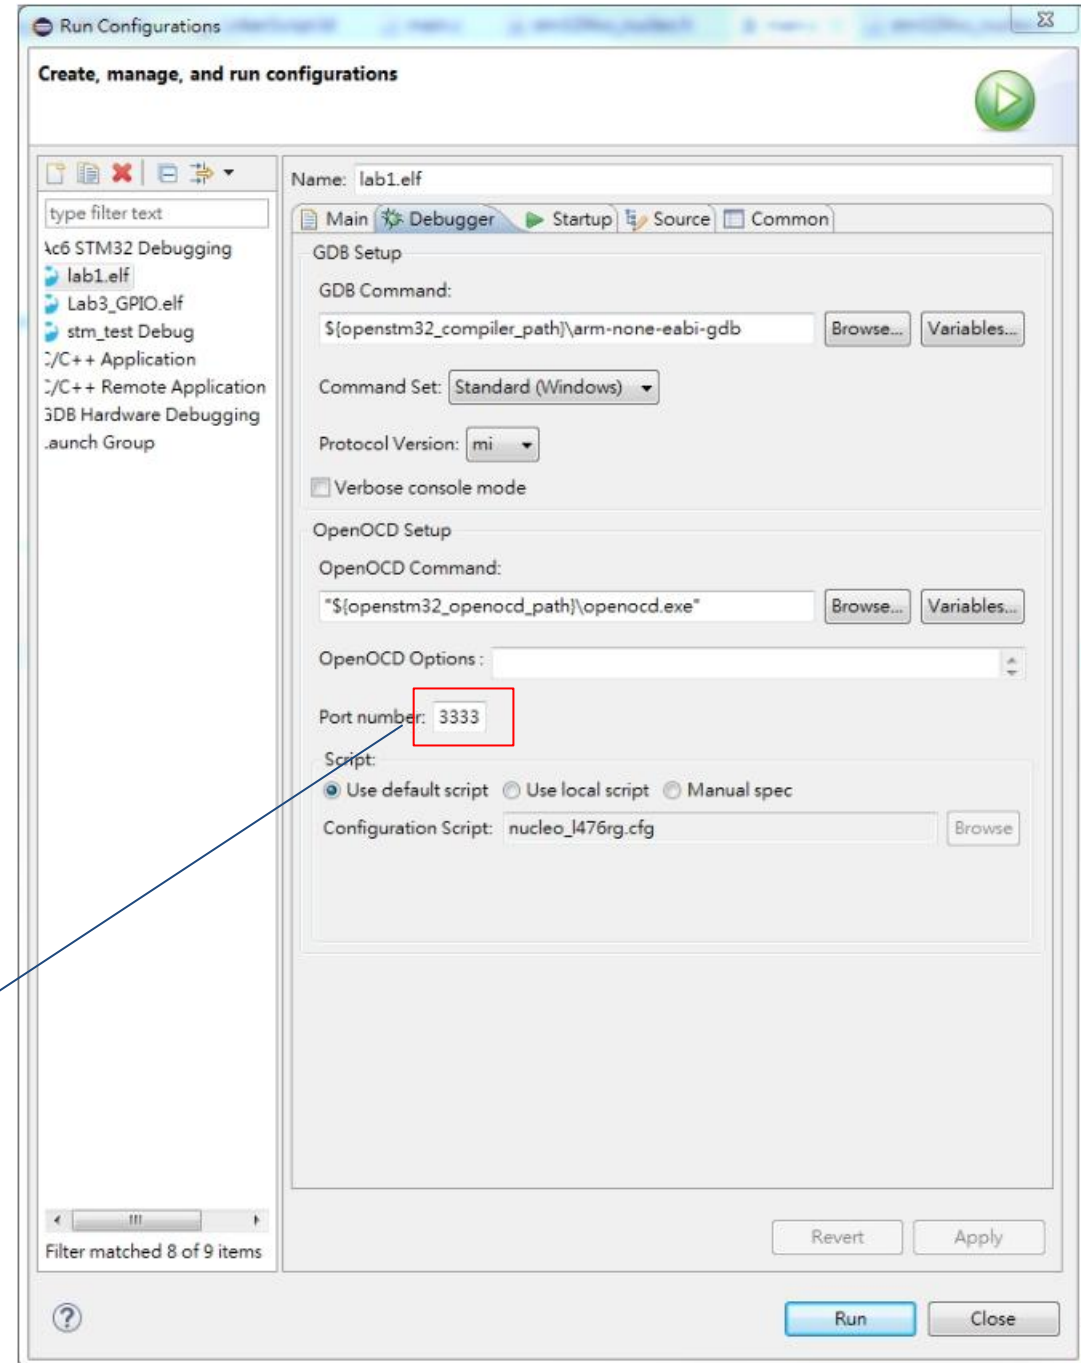 Run Configurations
Create, manage, and run configurations
Name: lab1.elf
type filter text
Main Debugger Startup Source Common
Ac6 STM32 Debugging
lab1.elf
Lab3_GPIO.elf
stm_test Debug
C/C++ Application
C/C++ Remote Application
GDB Hardware Debugging
Launch Group
GDB Setup
GDB Command:
${openstm32_compiler_path}\arm-none-eabi-gdb Browse... Variables...
Command Set: Standard (Windows)
Protocol Version: mi
Verbose console mode
OpenOCD Setup
OpenOCD Command:
"${openstm32_openocd_path}\openocd.exe" Browse... Variables...
OpenOCD Options :
Port number: 3333
Script:
Use default script Use local script Manual spec
Configuration Script: nucleo_l476rg.cfg Browse
Filter matched 8 of 9 items
Revert Apply
Run Close